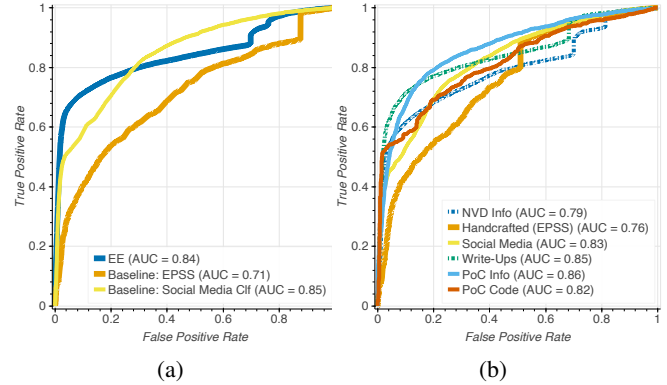 1
0.8
0.6
0.4
0.2
0
0 0.2 0.4 0.6 0.8
True Positive Rate
False Positive Rate
EE (AUC = 0.84)
Baseline: EPSS (AUC = 0.71)
Baseline: Social Media Clf (AUC = 0.85)
(a)
1
0.8
0.6
0.4
0.2
0
0 0.2 0.4 0.6 0.8 1
True Positive Rate
False Positive Rate
NVD Info (AUC = 0.79)
Handcrafted (EPSS) (AUC = 0.76)
Social Media (AUC = 0.83)
Write-Ups (AUC = 0.85)
PoC Info (AUC = 0.86)
PoC Code (AUC = 0.82)
(b)